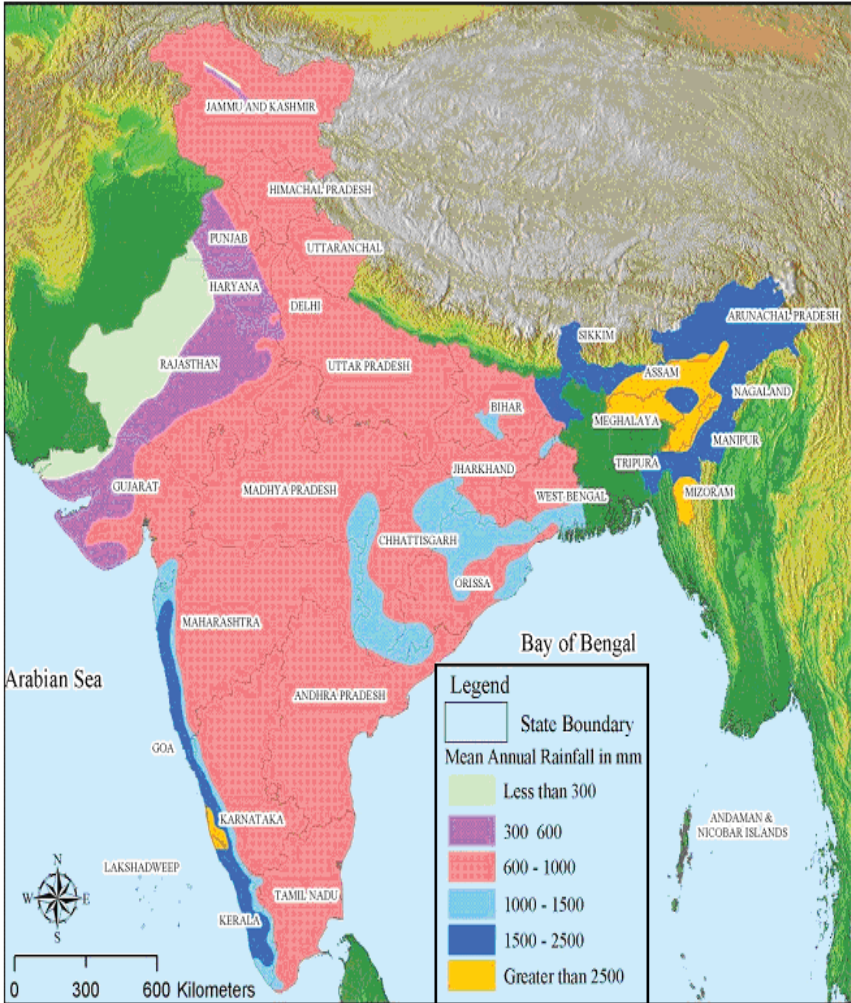 JAMMU AND KASHMIR
HIMACHAL PRADESH
PUNJAB
UTTARANCHAL
HARYANA
DELHI
ARUNACHAL PRADESH
SIKKIM
RAJASTHAN
UTTAR PRADESH
ASSAM
NAGALAND
BIHAR
MEGHALAYA
MANIPUR
JHARKHAND
TRIPURA
GUJARAT
MADHYA PRADESH
WEST BENGAL
MIZORAM
CHHATTISGARH
ORISSA
MAHARASHTRA
Bay of Bengal
Arabian Sea
ANDHRA PRADESH
GOA
KARNATAKA
LAKSHADWEEP
TAMIL NADU
KERALA
ANDAMAN &
NICOBAR ISLANDS
Legend
State Boundary
Mean Annual Rainfall in mm
Less than 300
300 600
600 - 1000
1000 - 1500
1500 - 2500
Greater than 2500
N
W E
S
0 300 600 Kilometers